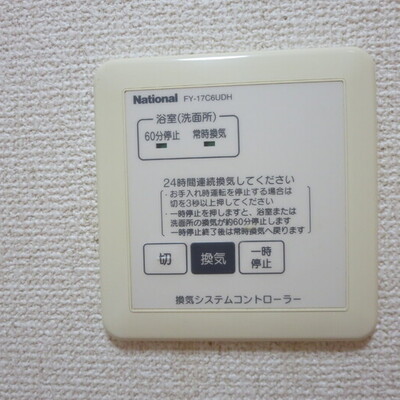 National FY-17C6UDH
浴室(洗面所)
60分停止 常時換気
24時間連続換気してください
・お手入れ時運転を停止する場合は
切を3秒以上押してください
・一時停止を押しますと、浴室または
洗面所の換気が約60分停止します
一時停止終了後は常時換気へ戻ります
切 換気 一時
停止
換気システムコントローラー